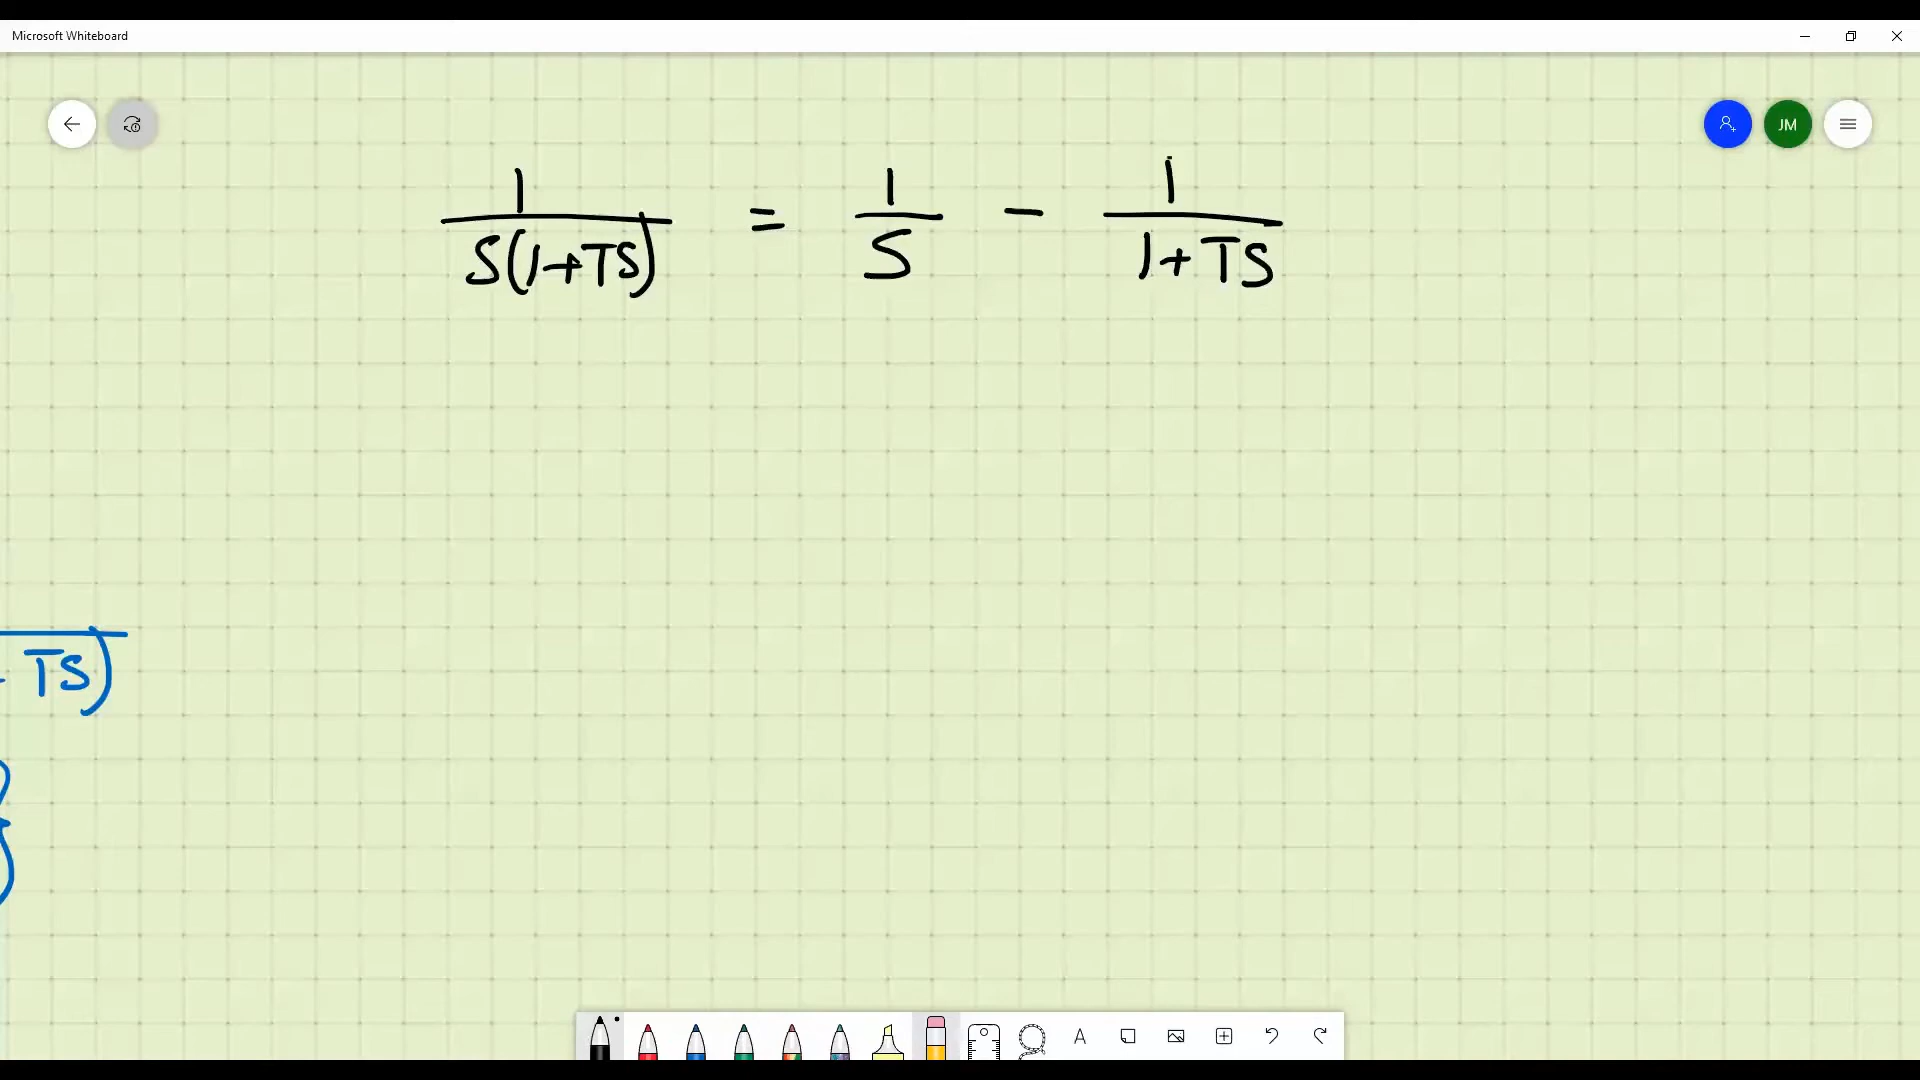 Microsoft Whiteboard
JM
1/S(1+TS) = 1/S - 1/1+TS
TS)
A